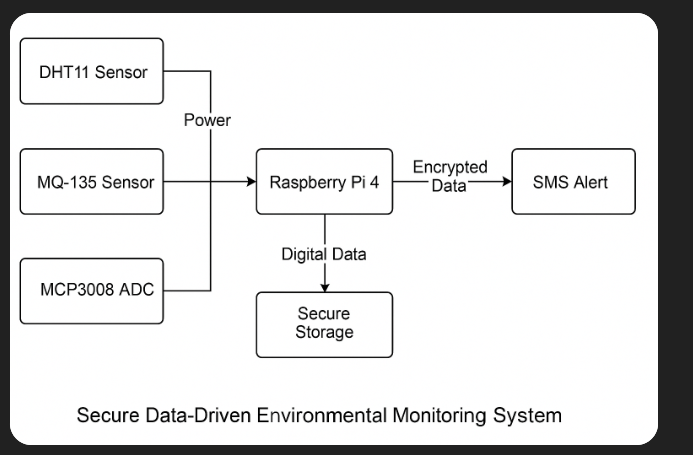 DHT11 Sensor
Power
MQ-135 Sensor
Raspberry Pi 4
Encrypted
Data
SMS Alert
Digital Data
MCP3008 ADC
Secure
Storage
Secure Data-Driven Environmental Monitoring System